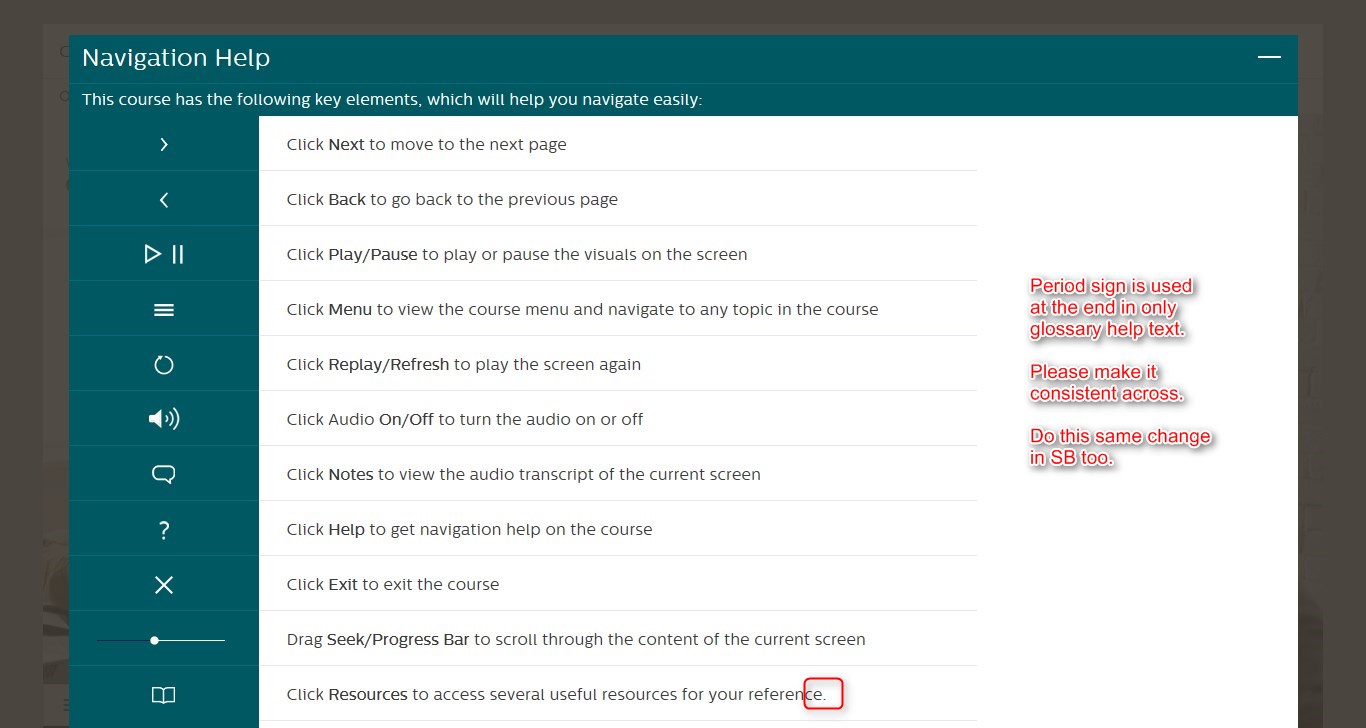 Navigation Help
This course has the following key elements, which will help you navigate easily:
Click Next to move to the next page
Click Back to go back to the previous page
Click Play/Pause to play or pause the visuals on the screen
Click Menu to view the course menu and navigate to any topic in the course
Click Replay/Refresh to play the screen again
Click Audio On/Off to turn the audio on or off
Click Notes to view the audio transcript of the current screen
?
Click Help to get navigation help on the course
Click Exit to exit the course
Drag Seek/Progress Bar to scroll through the content of the current screen
Click Resources to access several useful resources for your reference.
Period sign is used
at the end in only
glossary help text.
Please make it
consistent across.
Do this same change
in SB too.